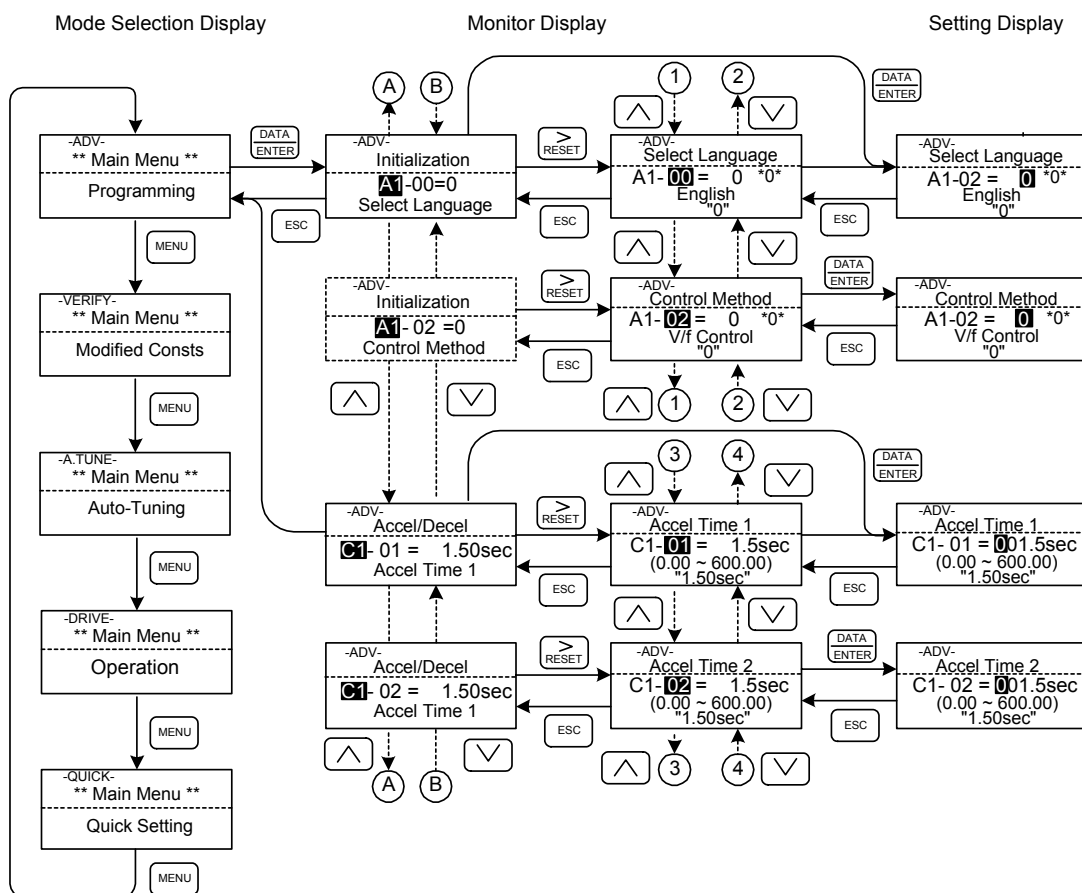 Mode Selection Display
Monitor Display
Setting Display
A
B
1
2
DATA
ENTER
-ADV-
** Main Menu **
Programming
DATA
ENTER
-ADV-
Initialization
A1-00=0
Select Language
>
RESET
-ADV-
Select Language
A1- 00 = 0 *0*
English
"0"
-ADV-
Select Language
A1-02 = 0 *0*
English
"0"
ESC
ESC
ESC
MENU
-VERIFY-
** Main Menu **
Modified Consts
-ADV-
Initialization
A1- 02 =0
Control Method
>
RESET
-ADV-
Control Method
A1- 02 = 0 *0*
V/f Control
"0"
DATA
ENTER
-ADV-
Control Method
A1-02 = 0 *0*
V/f Control
"0"
ESC
ESC
MENU
1
2
-A.TUNE-
** Main Menu **
Auto-Tuning
3
4
DATA
ENTER
-ADV-
Accel/Decel
C1- 01 = 1.50sec
Accel Time 1
>
RESET
-ADV-
Accel Time 1
C1- 01 = 1.5sec
(0.00 ~ 600.00)
"1.50sec"
-ADV-
Accel Time 1
C1- 01 = 001.5sec
(0.00 ~ 600.00)
"1.50sec"
ESC
ESC
MENU
-DRIVE-
** Main Menu **
Operation
-ADV-
Accel/Decel
C1- 02 = 1.50sec
Accel Time 1
>
RESET
-ADV-
Accel Time 2
C1- 02 = 1.5sec
(0.00 ~ 600.00)
"1.50sec"
DATA
ENTER
-ADV-
Accel Time 2
C1- 02 = 001.5sec
(0.00 ~ 600.00)
"1.50sec"
ESC
ESC
MENU
A
B
3
4
-QUICK-
** Main Menu **
Quick Setting
MENU